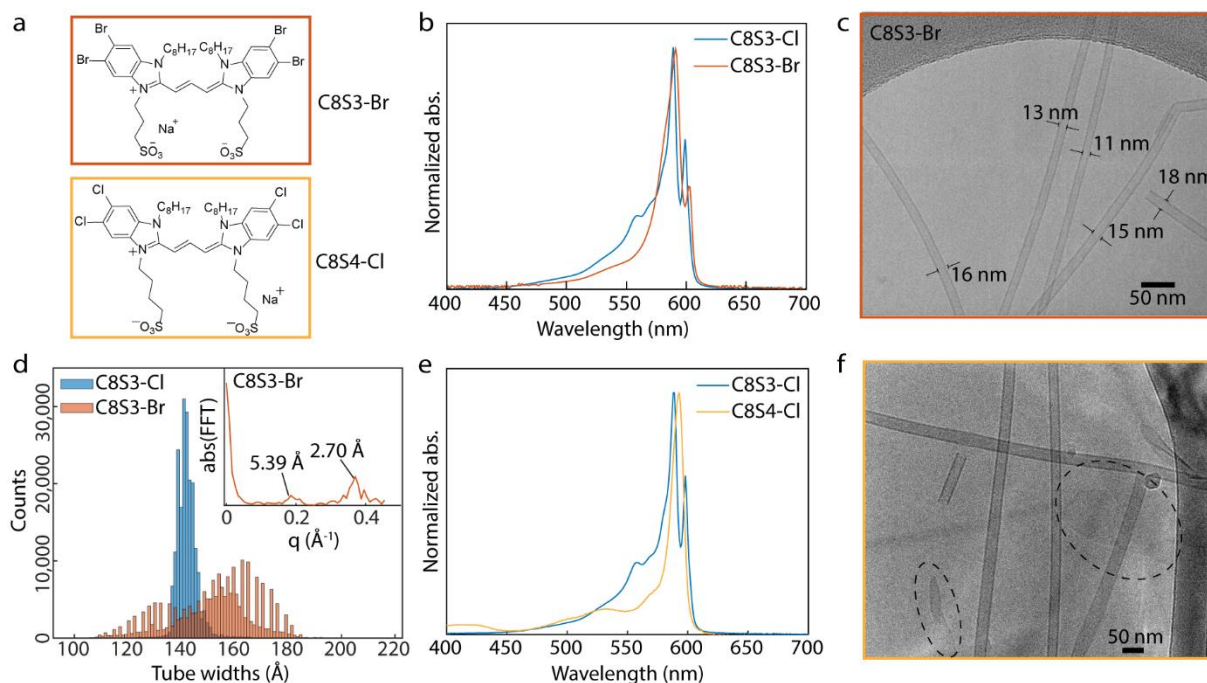 a
Br
Br
C₈H₁₇ C₈H₁₇
Br
Br
N N
N N
+
Na⁺
SO₃⁻ ⁻O₃S
C8S3-Br
Cl
Cl
C₈H₁₇ C₈H₁₇
Cl
Cl
N N
N N
+
Na⁺
⁻O₃S ⁻O₃S
C8S4-Cl
b
C8S3-Cl
C8S3-Br
Normalized abs.
400 450 500 550 600 650 700
Wavelength (nm)
c
C8S3-Br
13 nm
11 nm
18 nm
15 nm
16 nm
50 nm
d
C8S3-Cl
C8S3-Br
Counts
30,000
20,000
10,000
0
100 120 140 160 180 200 220
Tube widths (Å)
C8S3-Br
abs(FFT)
5.39 Å
2.70 Å
0 0.2 0.4
q (Å⁻¹)
e
C8S3-Cl
C8S4-Cl
Normalized abs.
400 450 500 550 600 650 700
Wavelength (nm)
f
50 nm